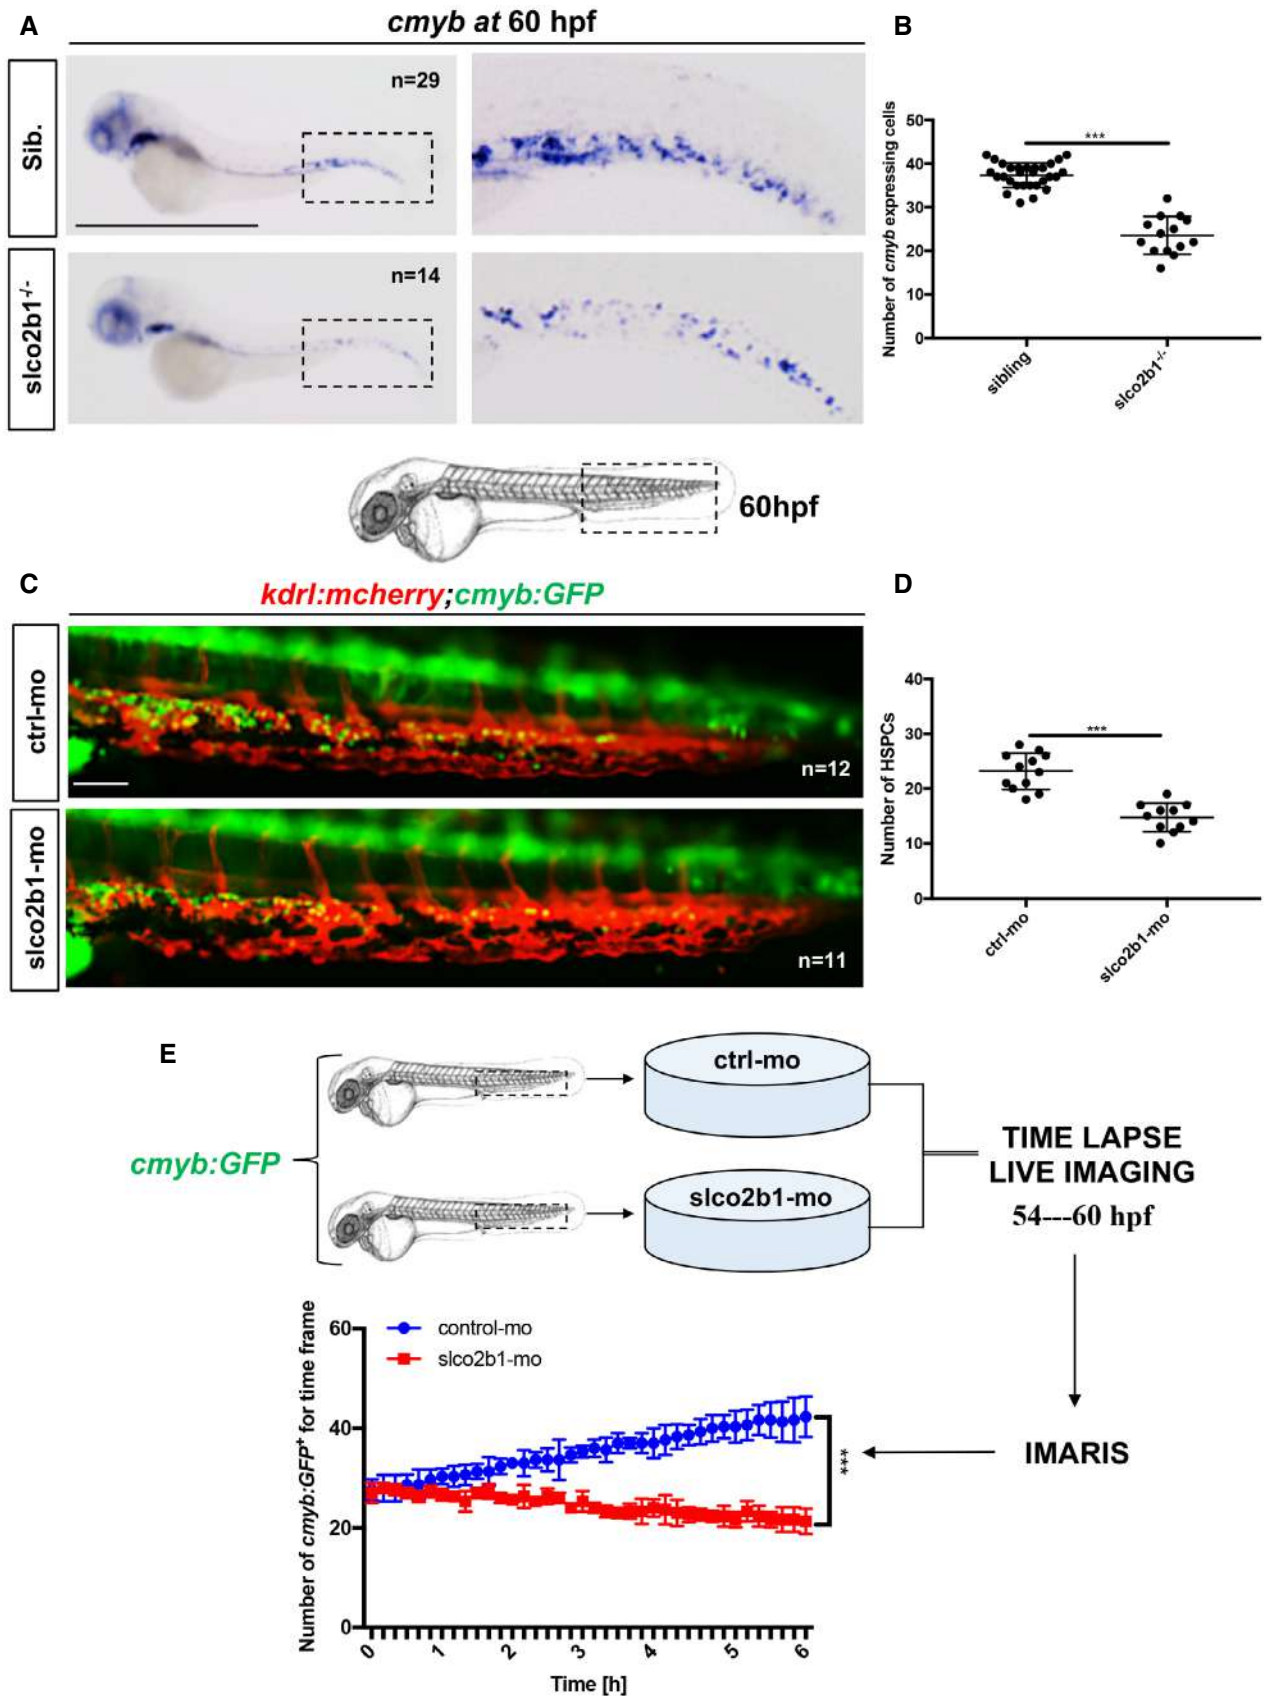 A
cmyb at 60 hpf
B
Sib.
n=29
slco2b1-/-
n=14
Number of cmyb expressing cells
50
40
30
20
10
0
***
sibling
slco2b1-/-
60hpf
C
kdrl:mcherry;cmyb:GFP
D
ctrl-mo
n=12
slco2b1-mo
n=11
Number of HSPCs
40
30
20
10
0
***
ctrl-mo
slco2b1-mo
E
cmyb:GFP
ctrl-mo
slco2b1-mo
TIME LAPSE
LIVE IMAGING
54---60 hpf
IMARIS
Number of cmyb:GFP+ for time frame
60
40
20
0
control-mo
slco2b1-mo
***
0 1 2 3 4 5 6
Time [h]